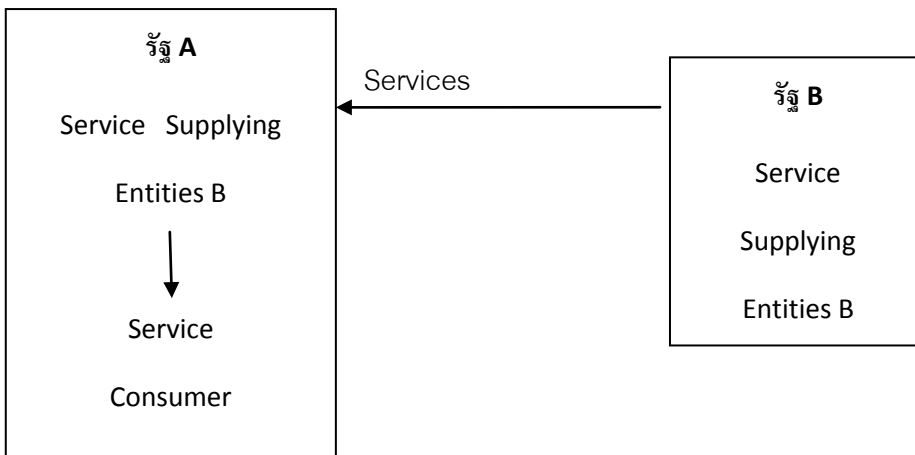 รัฐ A
Service Supplying
Entities B
Service
Consumer
Services
รัฐ B
Service
Supplying
Entities B